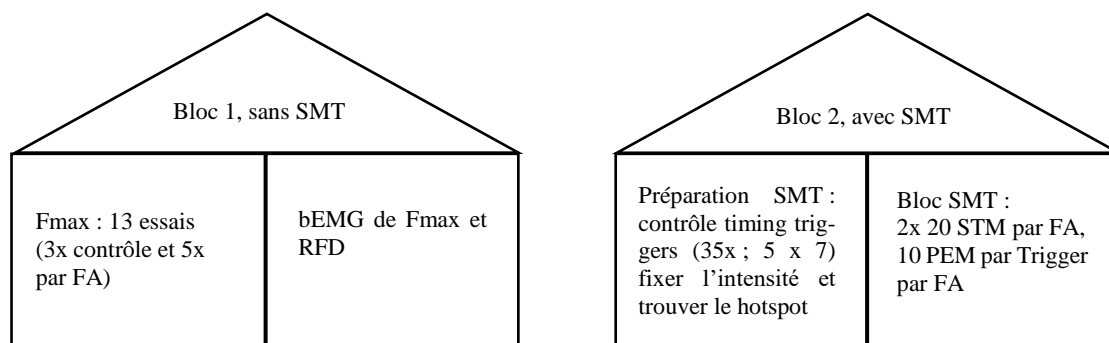 Bloc 1, sans SMT
Fmax : 13 essais
(3x contrôle et 5x
par FA)
bEMG de Fmax et
RFD
Bloc 2, avec SMT
Préparation SMT :
contrôle timing trig-
gers (35x ; 5 x 7)
fixer l’intensité et
trouver le hotspot
Bloc SMT :
2x 20 STM par FA,
10 PEM par Trigger
par FA